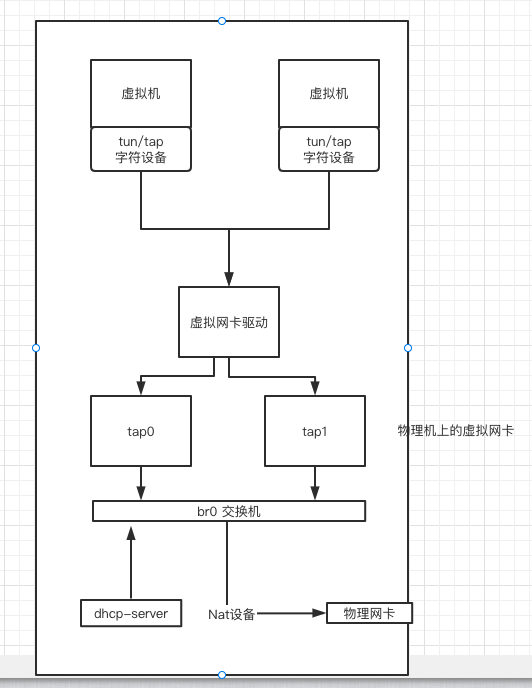 虚拟机
虚拟机
tun/tap
字符设备
tun/tap
字符设备
虚拟网卡驱动
tap0
tap1
物理机上的虚拟网卡
br0 交换机
dhcp-server
Nat设备
物理网卡